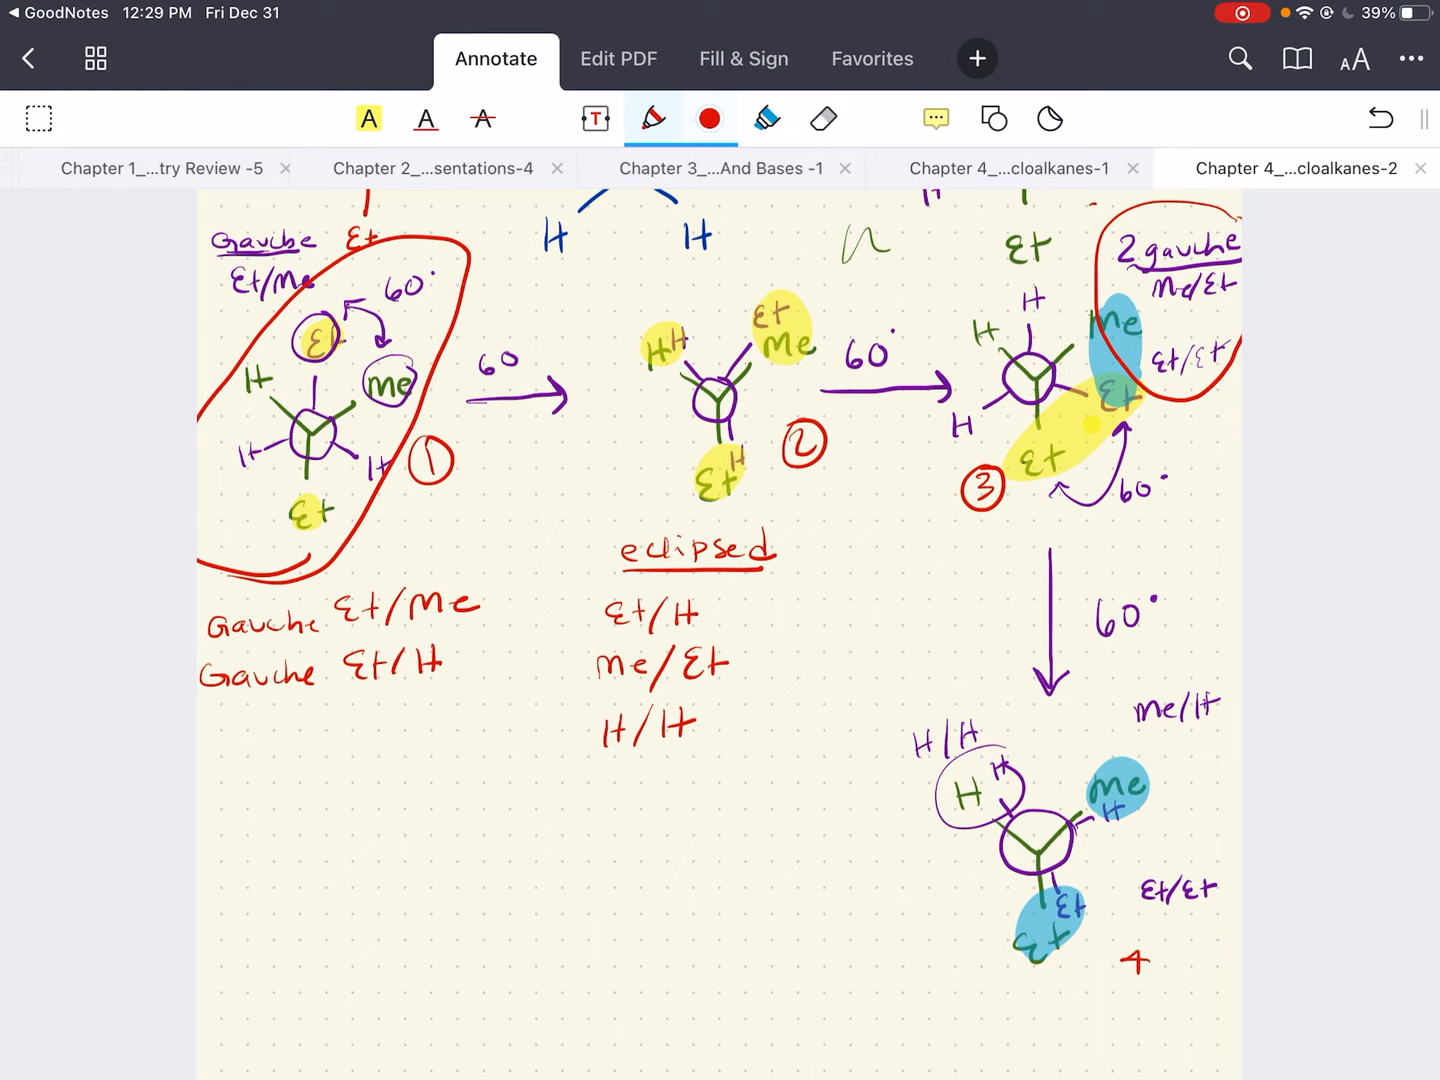 GoodNotes 12:29 PM Fri Dec 31 39%
Annotate Edit PDF Fill & Sign Favorites
A A A T AA
Chapter 1_...try Review -5 Chapter 2_...sentations-4 Chapter 3_...And Bases -1 Chapter 4_...cloalkanes-1 Chapter 4_...cloalkanes-2
Gauche
Et/Me
Et
60°
Et
H
Me
H
H
Et
1
Gauche Et/Me
Gauche Et/H
H H
60
H H
Et
Me
Et H
2
eclipsed
Et/H
Me/Et
H/H
60°
H
Et
H
H
Me
H
Et
Et
3
60°
2 gauche
Me/Et
Et/Et
60°
me/H
H/H
H H
Me
H
Et
Et
Et/Et
4